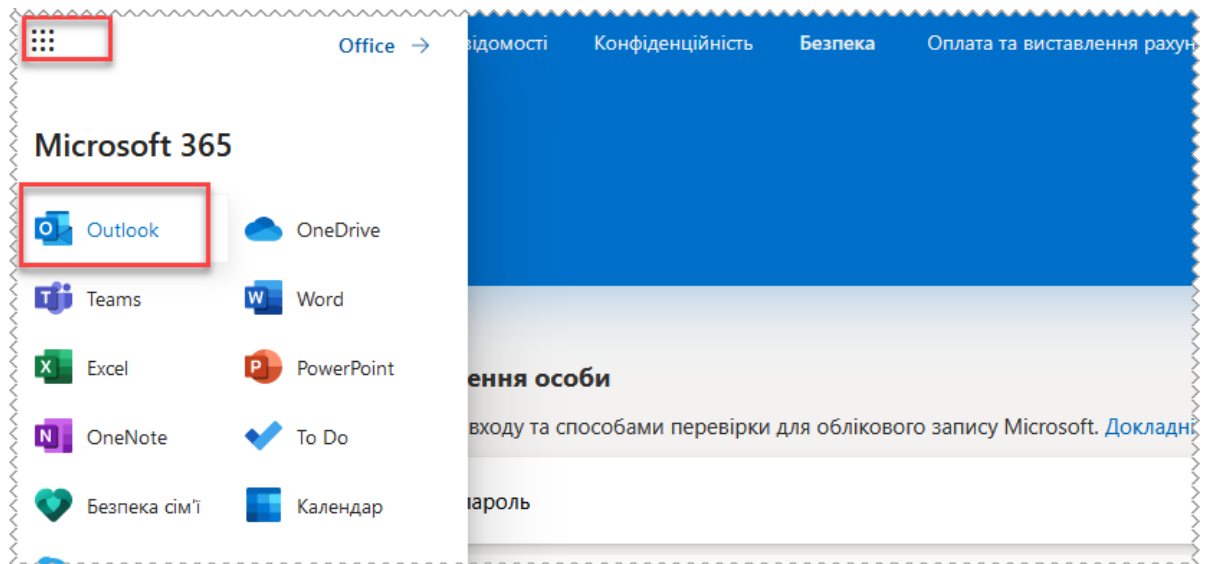 Office →
відомості Конфіденційність Безпека Оплата та виставлення рахун
Microsoft 365
Outlook OneDrive
Teams Word
Excel PowerPoint
OneNote To Do
Безпека сім'ї Календар
ення особи
входу та способами перевірки для облікового запису Microsoft. Докладні
пароль